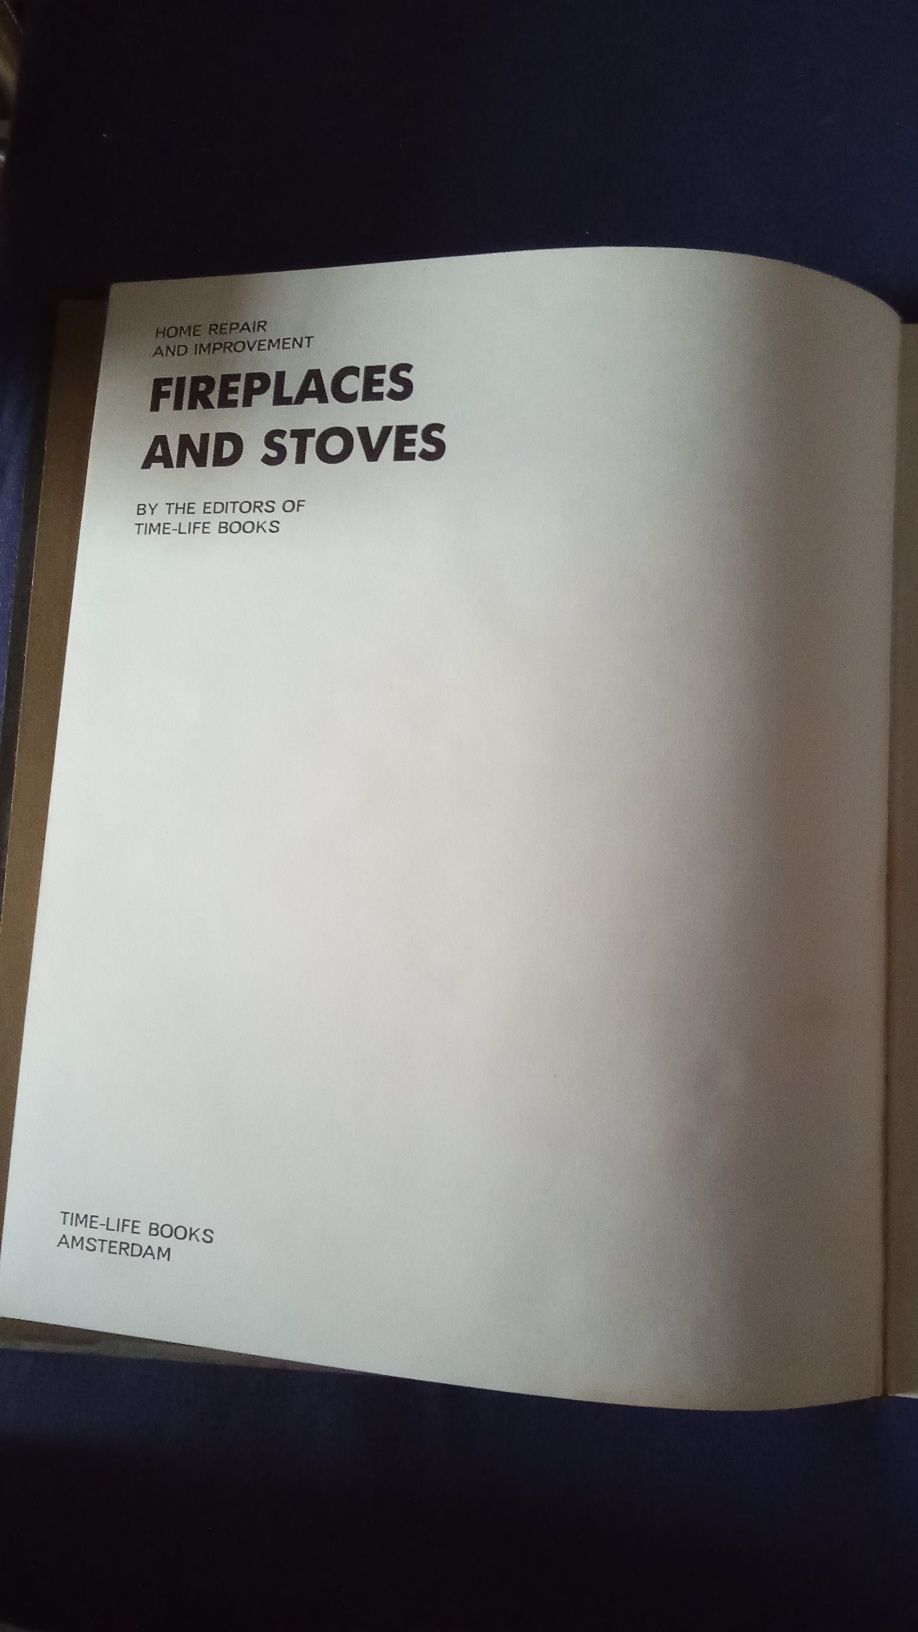 HOME REPAIR
AND IMPROVEMENT
FIREPLACES
AND STOVES
BY THE EDITORS OF
TIME-LIFE BOOKS
TIME-LIFE BOOKS
AMSTERDAM